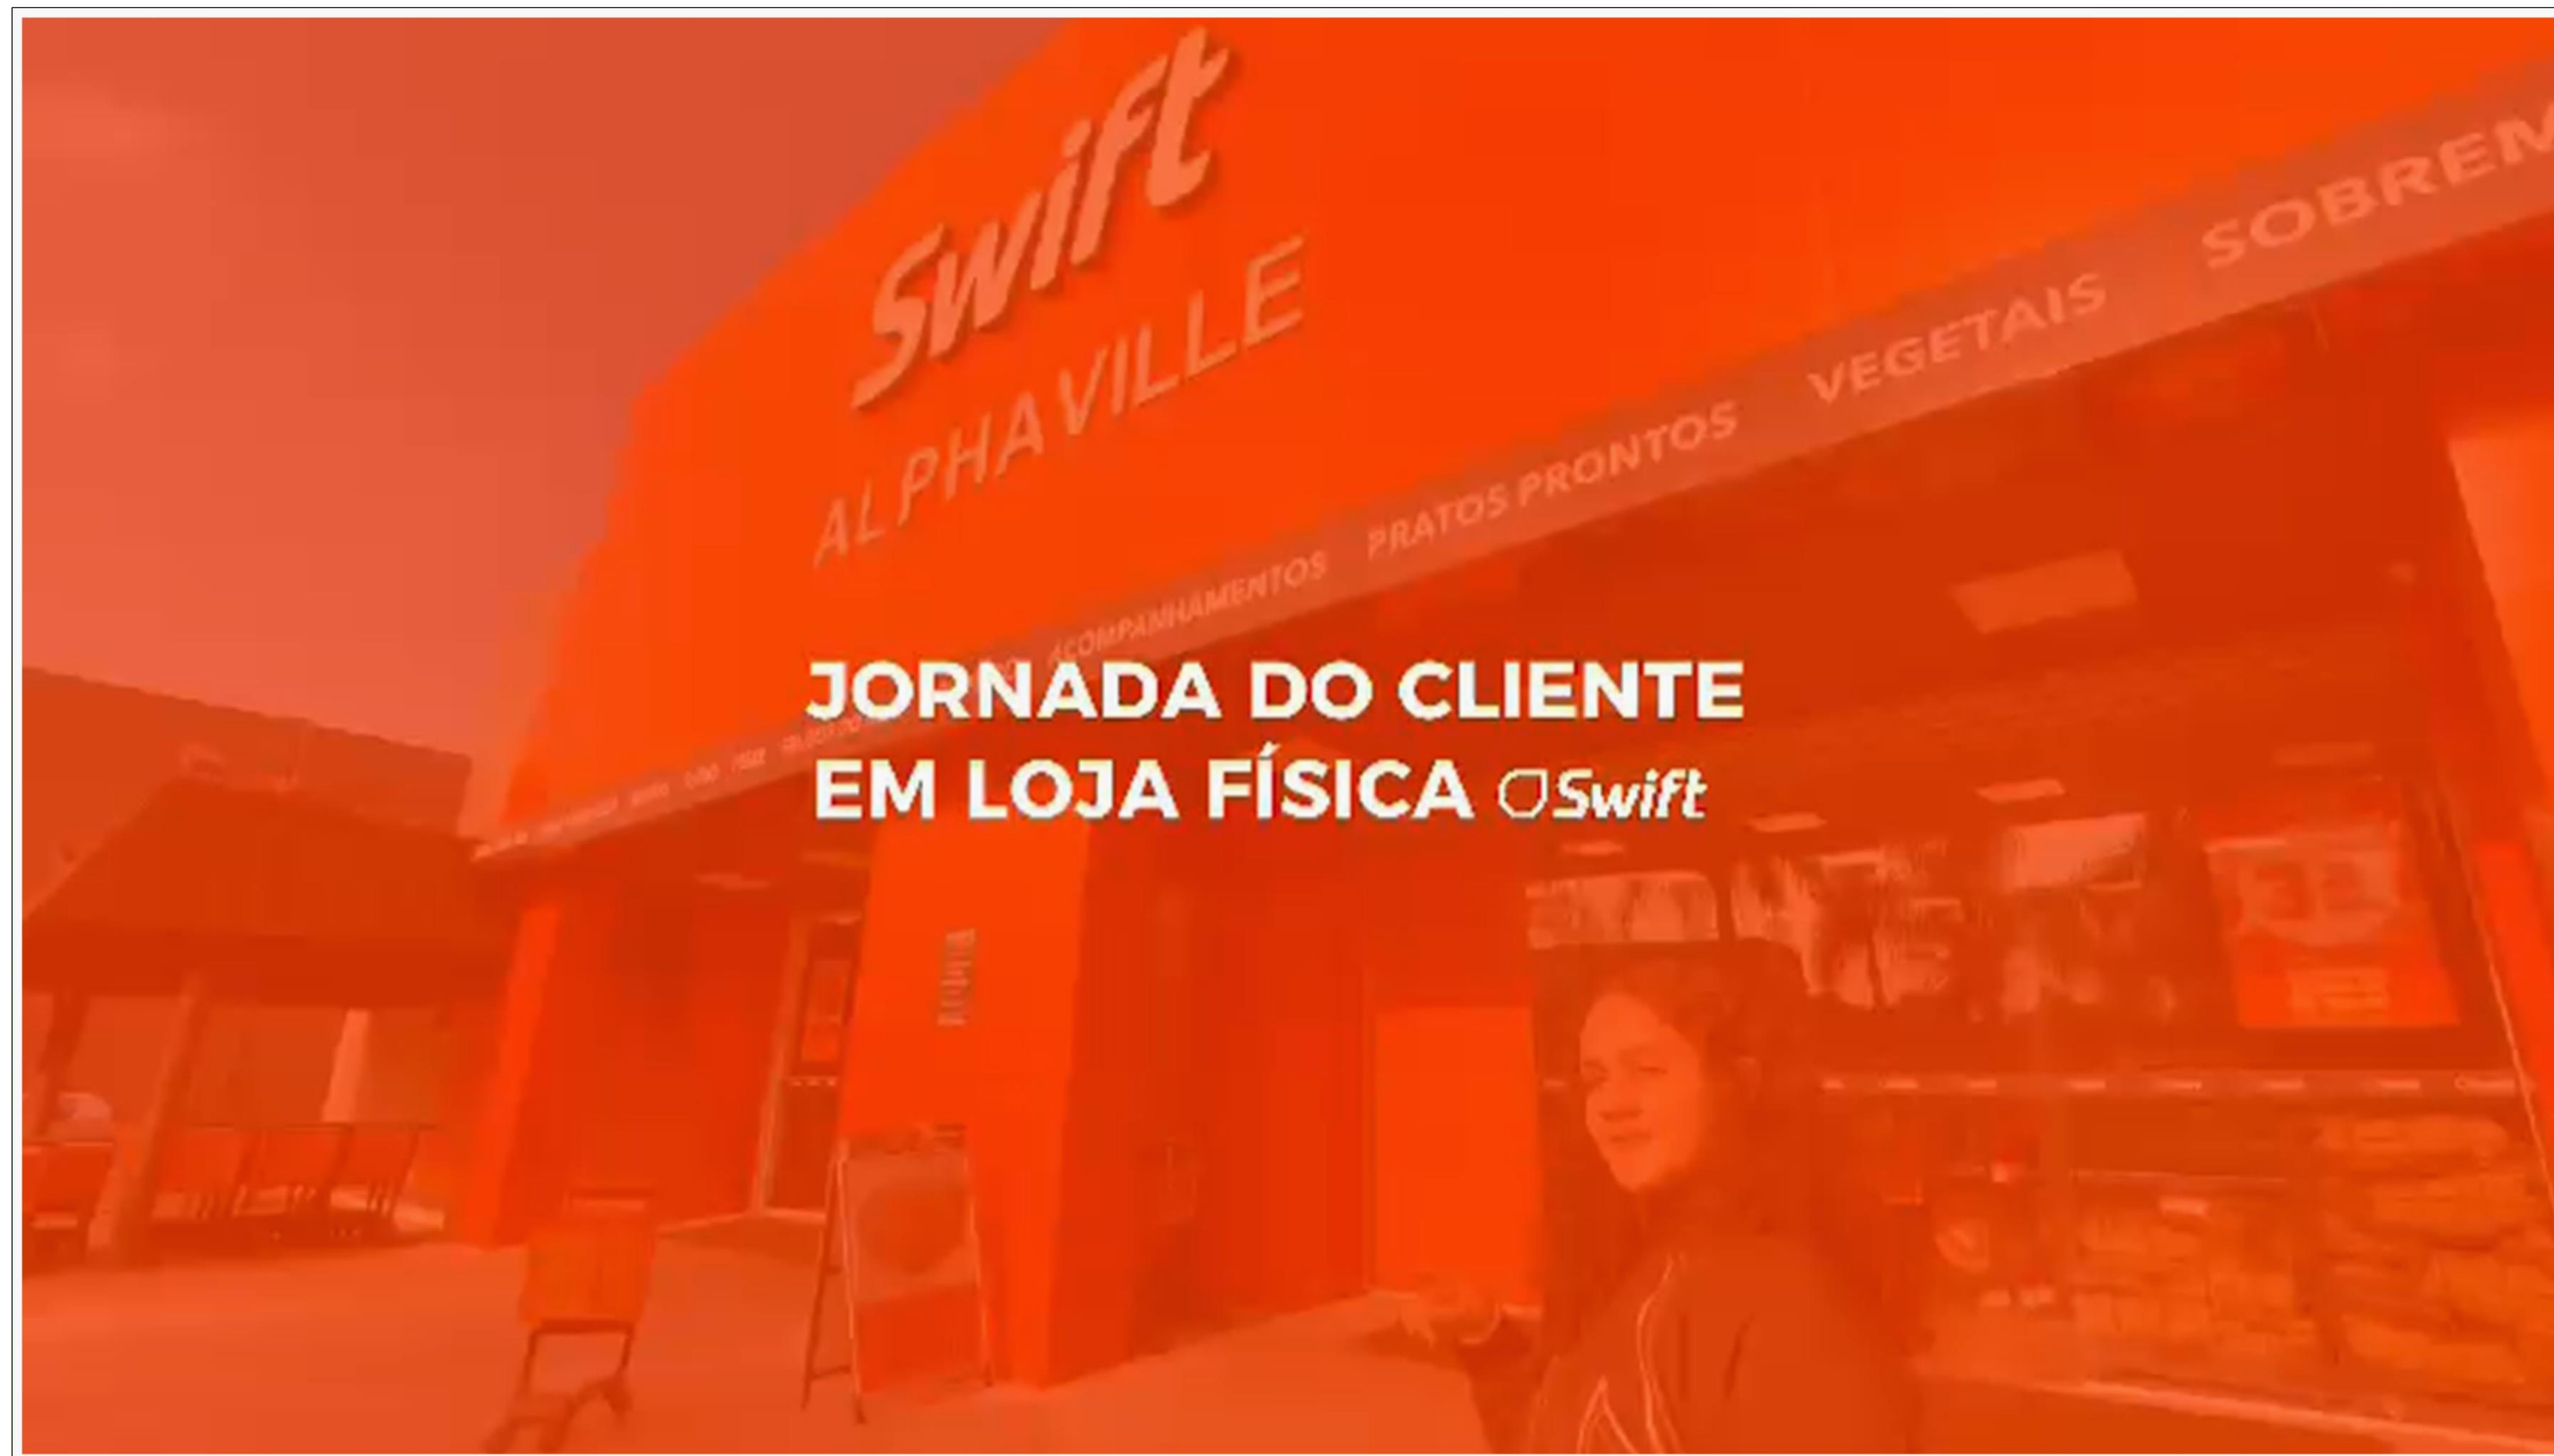 Swift
ALPHAVILLE
ACOMPANHAMENTOS PRATOS PRONTOS VEGETAIS SOBREM
JORNADA DO CLIENTE
EM LOJA FÍSICA Swift